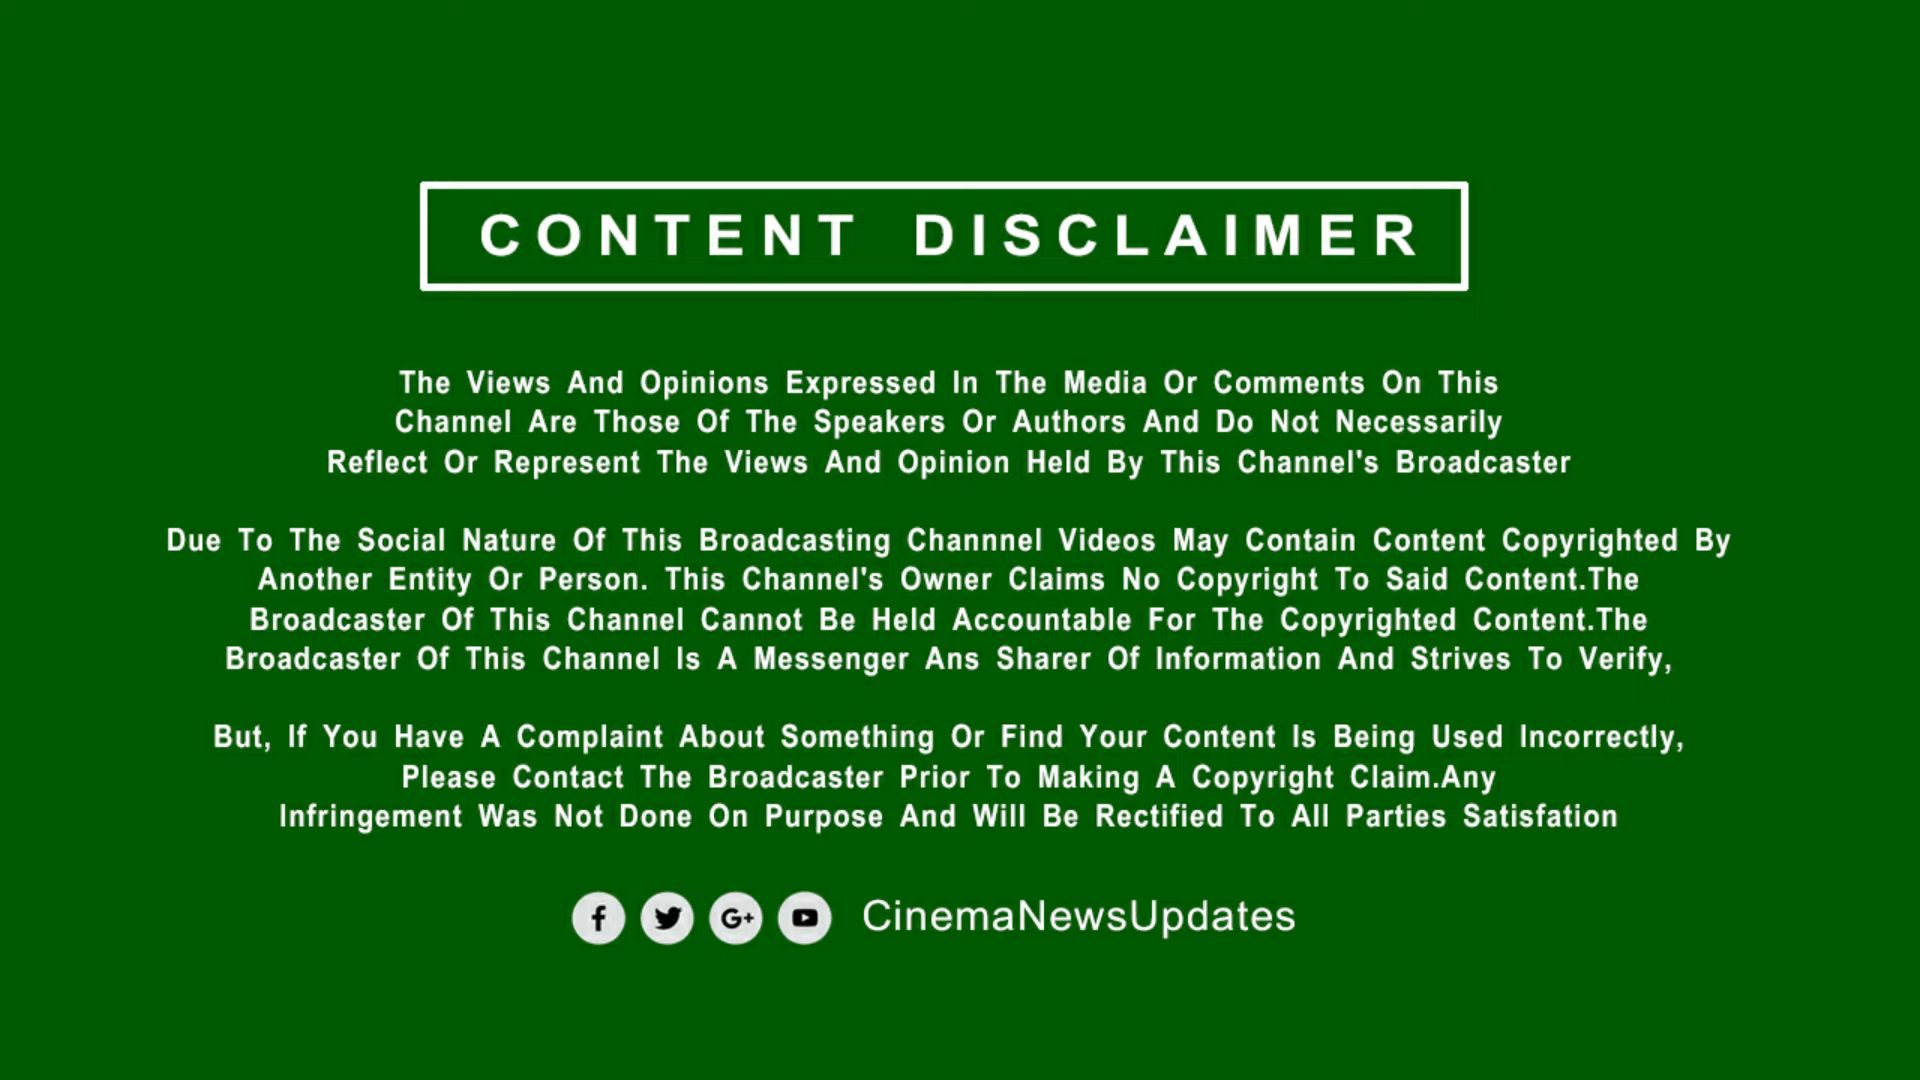 CONTENT DISCLAIMER
The Views And Opinions Expressed In The Media Or Comments On This
Channel Are Those Of The Speakers Or Authors And Do Not Necessarily
Reflect Or Represent The Views And Opinion Held By This Channel's Broadcaster
Due To The Social Nature Of This Broadcasting Channnel Videos May Contain Content Copyrighted By
Another Entity Or Person. This Channel's Owner Claims No Copyright To Said Content.The
Broadcaster Of This Channel Cannot Be Held Accountable For The Copyrighted Content.The
Broadcaster Of This Channel Is A Messenger Ans Sharer Of Information And Strives To Verify,
But, If You Have A Complaint About Something Or Find Your Content Is Being Used Incorrectly,
Please Contact The Broadcaster Prior To Making A Copyright Claim.Any
Infringement Was Not Done On Purpose And Will Be Rectified To All Parties Satisfation
f G+ CinemaNewsUpdates